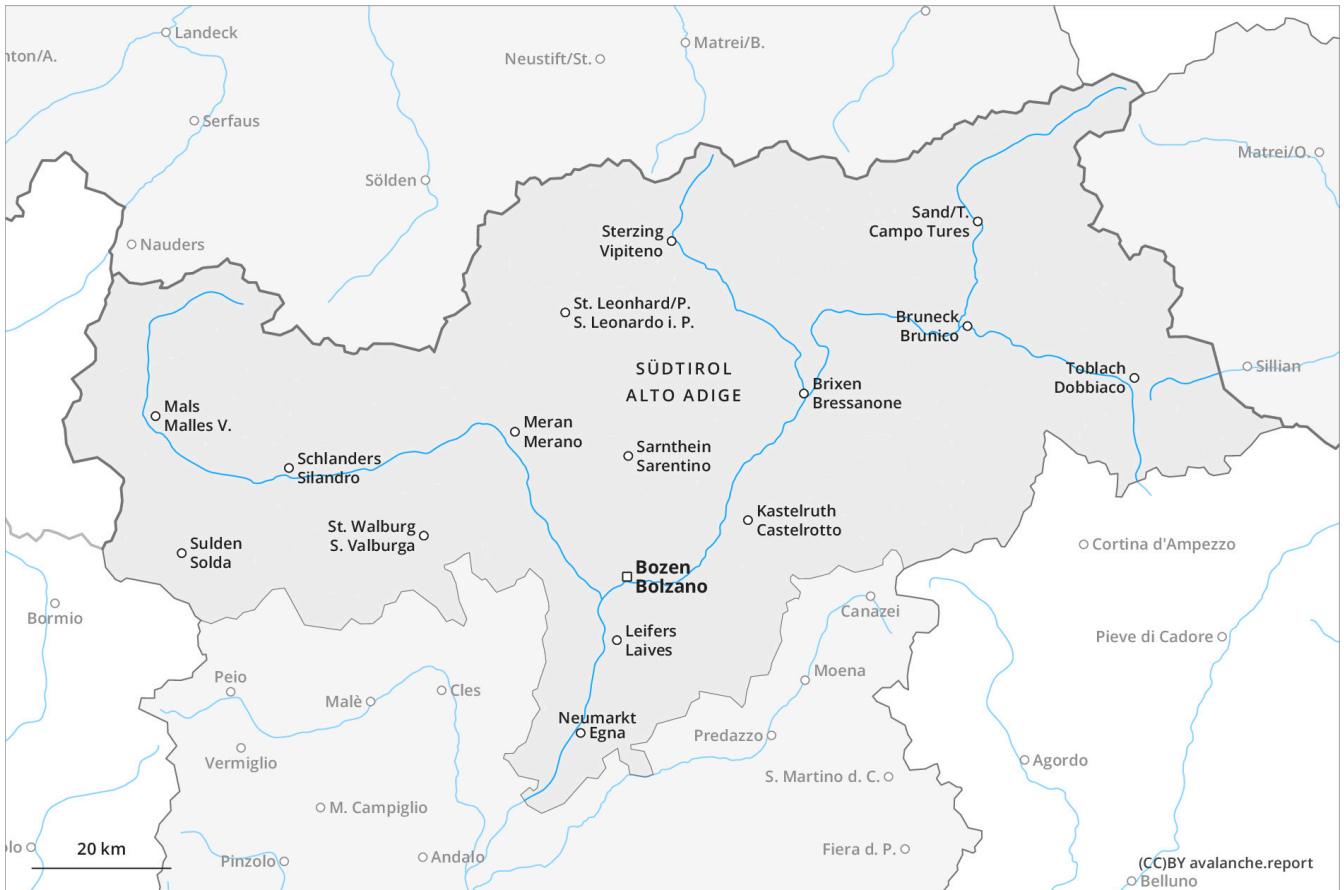 Landeck
nton/A.
Neustift/St.
Matrei/B.
Serfaus
Matrei/O.
Sölden
Sand/T.
Campo Tures
Sterzing
Vipiteno
Nauders
St. Leonhard/P.
S. Leonardo i. P.
Bruneck
Brunico
SÜDTIROL
ALTO ADIGE
Toblach
Dobbiaco
Sillian
Brixen
Bressanone
Mals
Malles V.
Meran
Merano
Sarnthein
Sarentino
Schlanders
Silandro
Kastelruth
Castelrotto
St. Walburg
S. Valburga
Sulden
Solda
Cortina d'Ampezzo
Bozen
Bolzano
Bormio
Canazei
Leifers
Laives
Pieve di Cadore
Peio
Moena
Malè
Cles
Neumarkt
Egna
Predazzo
Vermiglio
Agordo
S. Martino d. C.
M. Campiglio
lo
20 km
Pinzolo
Andalo
Fiera d. P.
(CC)BY avalanche.report
Belluno